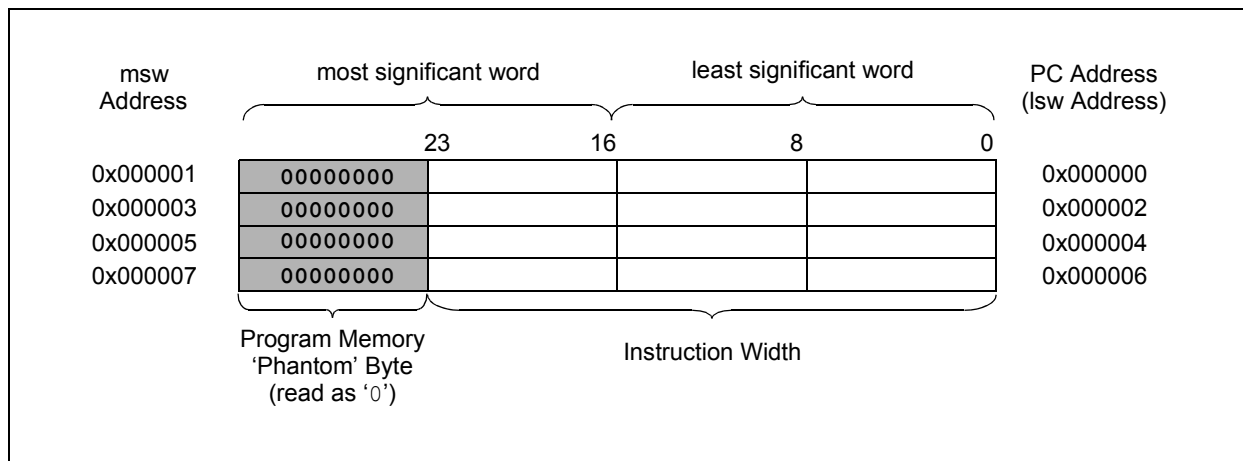 msw
Address
most significant word
least significant word
PC Address
(lsw Address)
23
16
8
0
0x000001
00000000
0x000000
0x000003
00000000
0x000002
0x000005
00000000
0x000004
0x000007
00000000
0x000006
Program Memory
‘Phantom’ Byte
(read as ‘0’)
Instruction Width